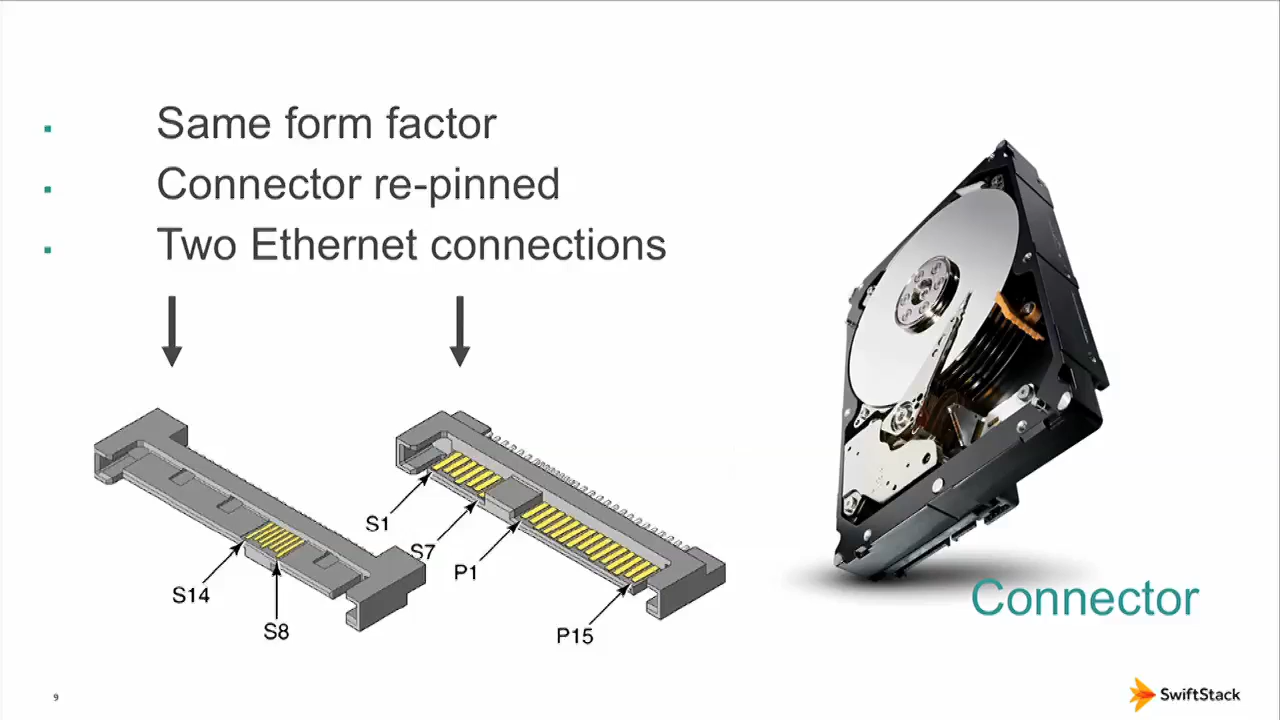 Same form factor
Connector re-pinned
Two Ethernet connections
S1
S7
P1
S14
S8
P15
Connector
9
SwiftStack